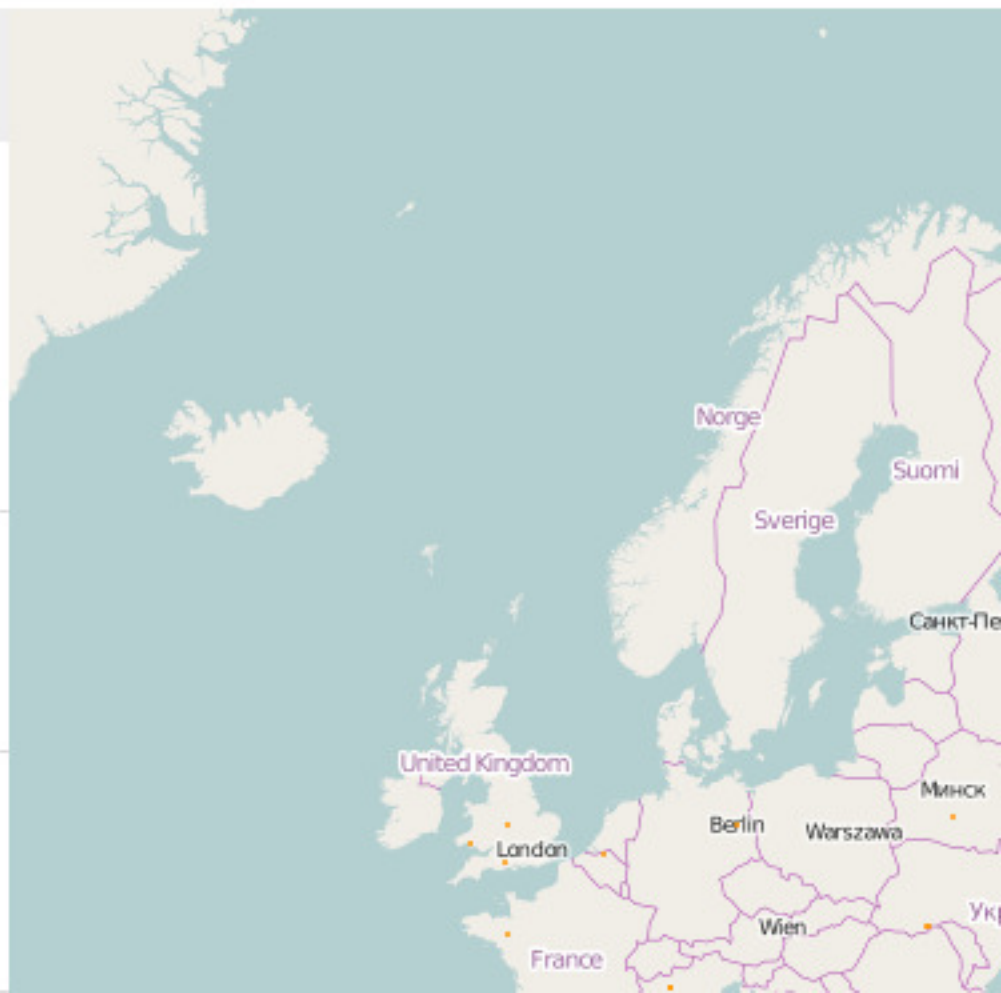 Norge
Suomi
Sverige
Санкт-Пе
United Kingdom
Минск
Berlin
Warszawa
London
Укр
Wien
France